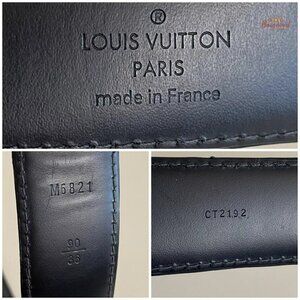 ®
LOUIS VUITTON
PARIS
made in France
M6821
90
36
CT2192